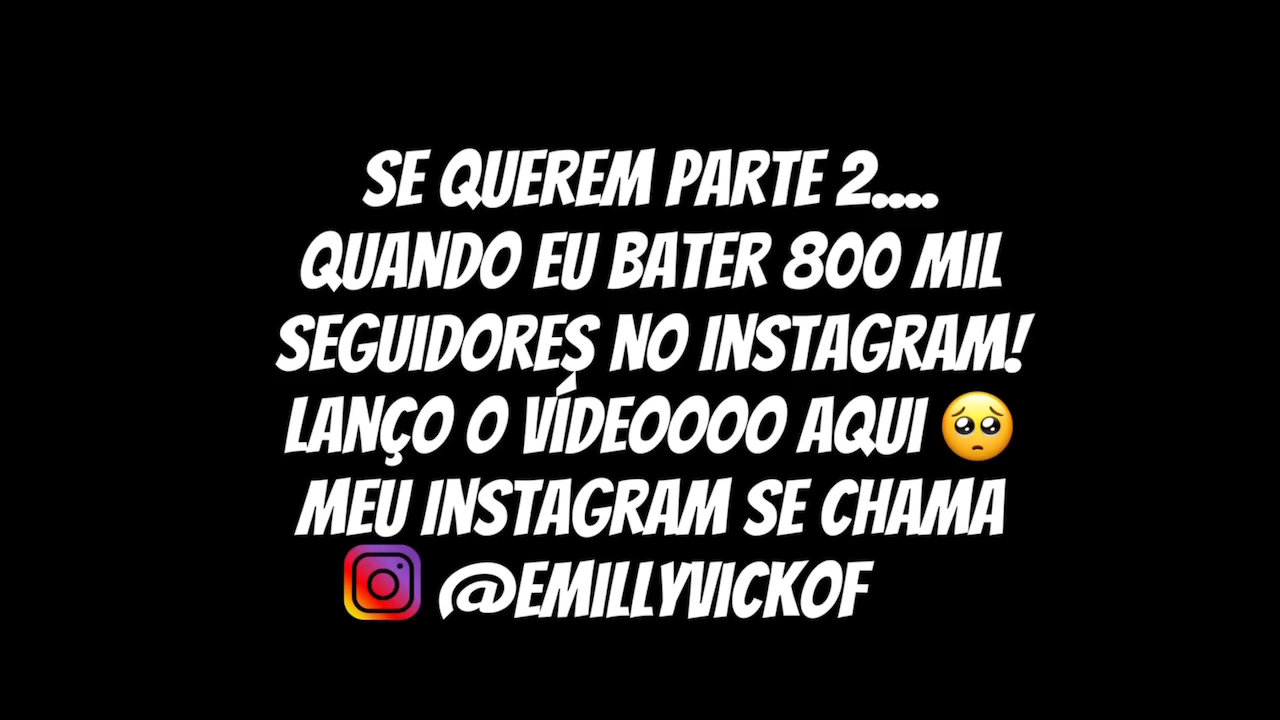 SE QUEREM PARTE 2....
QUANDO EU BATER 800 MIL
SEGUIDORES NO INSTAGRAM!
LANÇO O VÍDEOOOO AQUI 🥺
MEU INSTAGRAM SE CHAMA
@EMILLYVICKOF